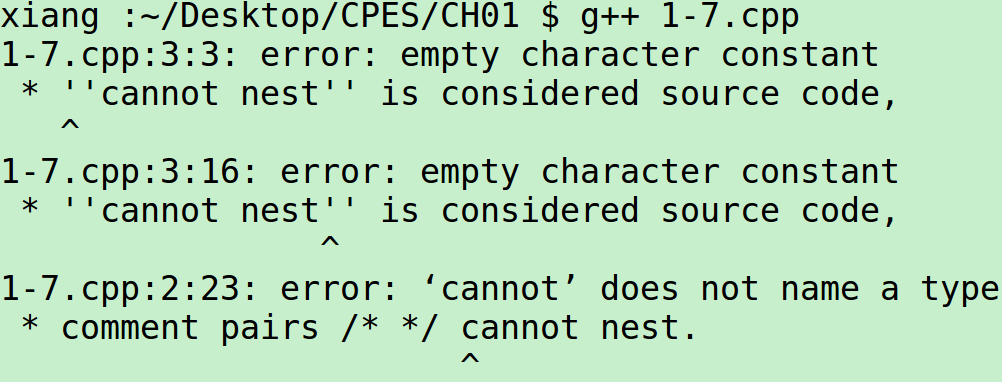 xiang :~/Desktop/CPES/CH01 $ g++ 1-7.cpp
1-7.cpp:3:3: error: empty character constant
 * ''cannot nest'' is considered source code,
   ^
1-7.cpp:3:16: error: empty character constant
 * ''cannot nest'' is considered source code,
                ^
1-7.cpp:2:23: error: ‘cannot’ does not name a type
 * comment pairs /* */ cannot nest.
                       ^